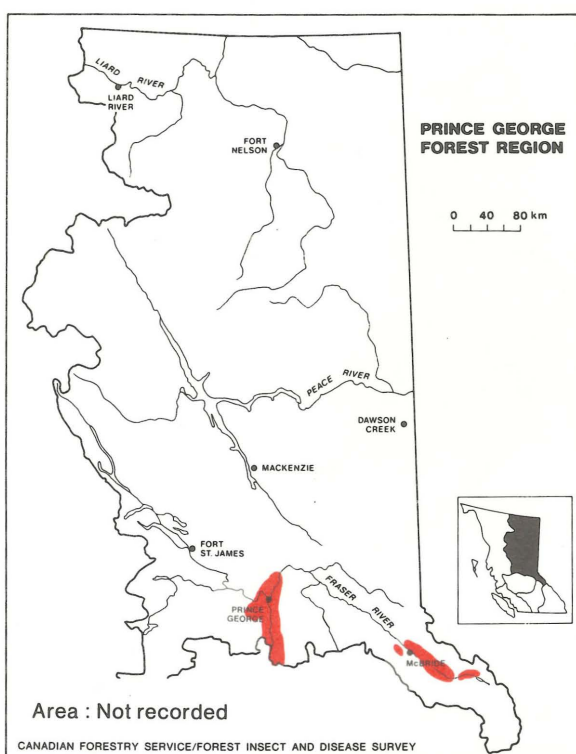 LIARD RIVER
LIARD
RIVER
FORT
NELSON
PRINCE GEORGE
FOREST REGION
0 40 80 km
PEACE RIVER
DAWSON
CREEK
MACKENZIE
FORT
ST. JAMES
FRASER RIVER
PRINCE
GEORGE
McBRIDE
Area : Not recorded
CANADIAN FORESTRY SERVICE/FOREST INSECT AND DISEASE SURVEY